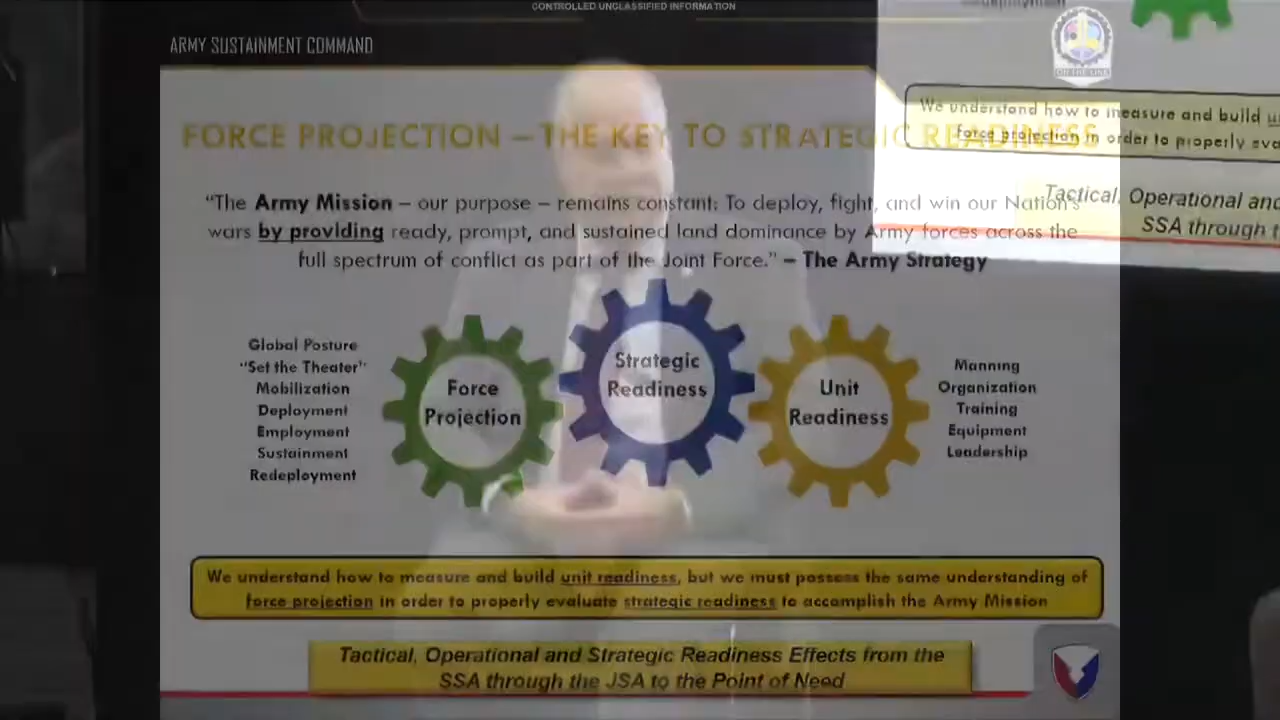 CONTROLLED UNCLASSIFIED INFORMATION
ARMY SUSTAINMENT COMMAND
ON THE LINE
FORCE PROJECTION – THE KEY TO STRATEGIC READINESS
"The Army Mission – our purpose – remains constant: To deploy, fight, and win our Nation's
wars by providing ready, prompt, and sustained land dominance by Army forces across the
full spectrum of conflict as part of the Joint Force." – The Army Strategy
Global Posture
"Set the Theater"
Mobilization
Deployment
Employment
Sustainment
Redeployment
Force
Projection
Strategic
Readiness
Unit
Readiness
Manning
Organization
Training
Equipment
Leadership
We understand how to measure and build unit readiness, but we must possess the same understanding of
force projection in order to properly evaluate strategic readiness to accomplish the Army Mission
Tactical, Operational and Strategic Readiness Effects from the
SSA through the JSA to the Point of Need
We understand how to measure and build
force projection in order to properly
Tactical, Operational and
SSA through